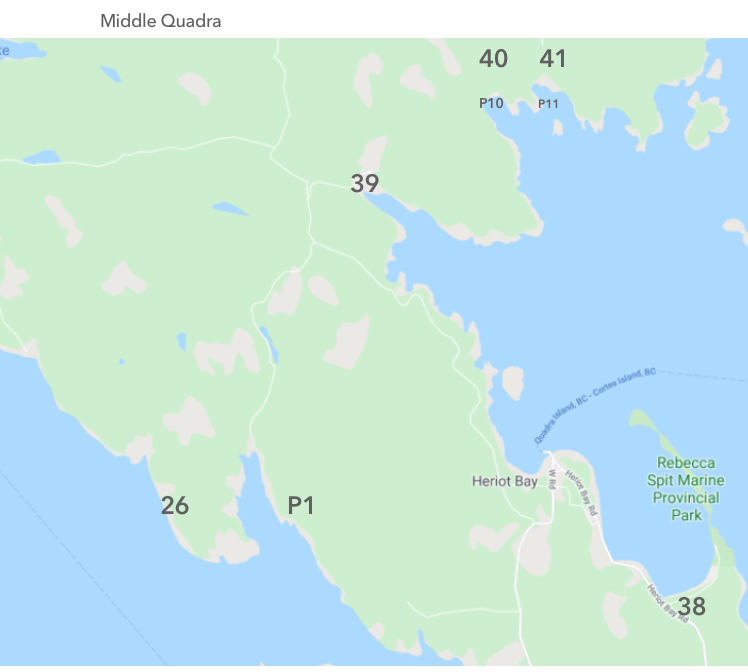 Middle Quadra
40 41
P10 P11
39
Quadra Island, BC - Cortes Island, BC
Rebecca
Spit Marine
Provincial
Park
Heriot Bay
W Rd
Heriot Bay Rd
26
P1
Heriot Bay Rd
38